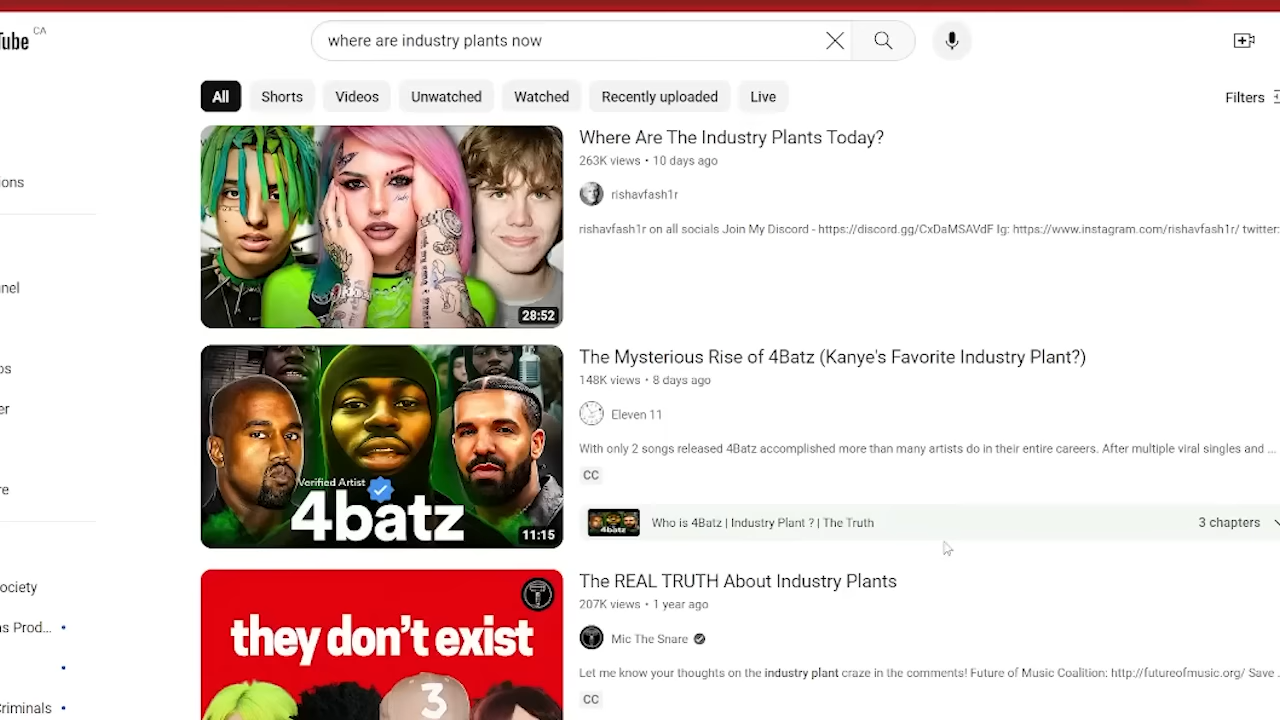 Tube CA
where are industry plants now
All Shorts Videos Unwatched Watched Recently uploaded Live Filters
ions
nel
os
er
re
ociety
as Prod...
Criminals
28:52
Where Are The Industry Plants Today?
263K views • 10 days ago
rishavfash1r
rishavfash1r on all socials Join My Discord - https://discord.gg/CxDaMSAVdF Ig: https://www.instagram.com/rishavfash1r/ twitter:
Verified Artist
4batz
11:15
The Mysterious Rise of 4Batz (Kanye's Favorite Industry Plant?)
148K views • 8 days ago
Eleven 11
With only 2 songs released 4Batz accomplished more than many artists do in their entire careers. After multiple viral singles and ...
CC
4batz
Who is 4Batz | Industry Plant ? | The Truth 3 chapters
they don't exist
3
The REAL TRUTH About Industry Plants
207K views • 1 year ago
Mic The Snare
Let me know your thoughts on the industry plant craze in the comments! Future of Music Coalition: http://futureofmusic.org/ Save ...
CC